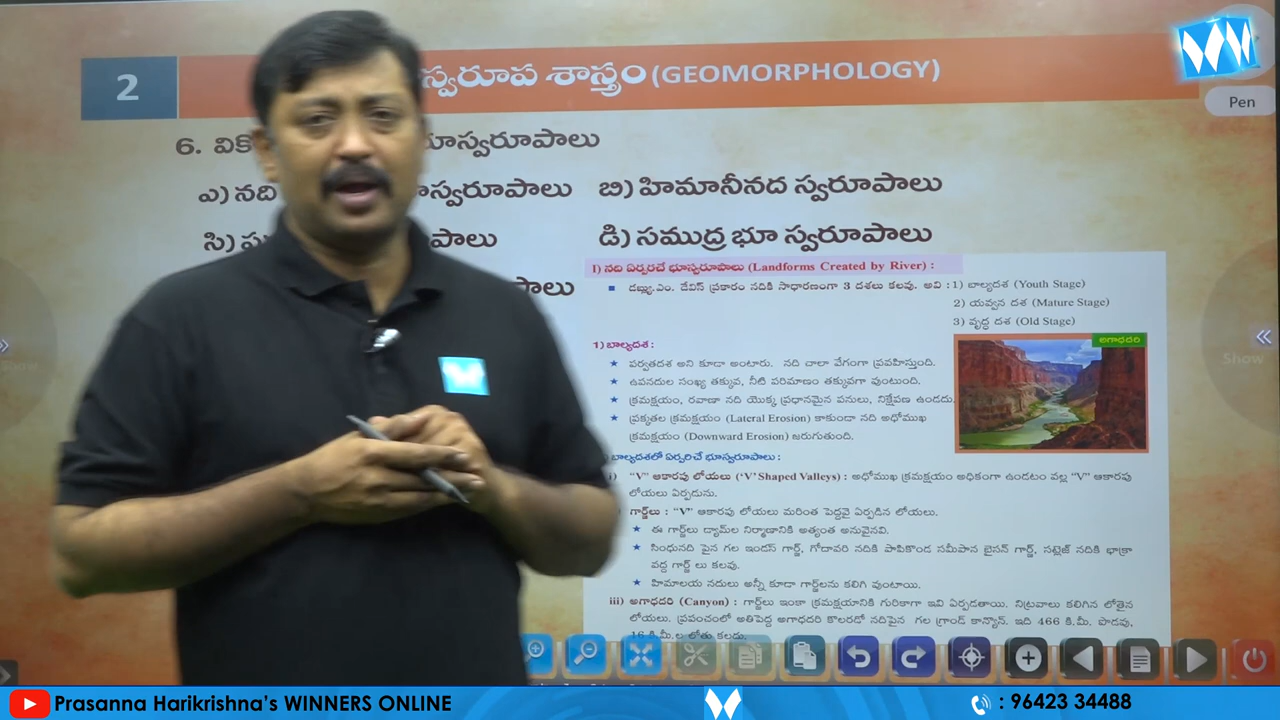 2
స్వరూప శాస్త్రం (GEOMORPHOLOGY)
Pen
6.
ఎ) నది
బి) హిమానీనద స్వరూపాలు
సి)
డి) సముద్ర భూ స్వరూపాలు
I) నది ఏర్పరచే భూస్వరూపాలు (Landforms Created by River) :
డబ్ల్యు.ఎం. డేవిస్ ప్రకారం నదికి సాధారణంగా 3 దశలు కలవు. అవి : 1) బాల్యదశ (Youth Stage)
2) యవ్వన దశ (Mature Stage)
3) వృద్ధ దశ (Old Stage)
1) బాల్యదశ :
అగాధదరి
★ పర్వతదశ అని కూడా అంటారు. నది చాలా వేగంగా ప్రవహిస్తుంది.
★ ఉపనదుల సంఖ్య తక్కువ, నీటి పరిమాణం తక్కువగా వుంటుంది.
★ క్రమక్షయం, రవాణా నది యొక్క ప్రధానమైన పనులు, నిక్షేపణ ఉండదు.
★ ప్రక్కతల క్రమక్షయం (Lateral Erosion) కాకుండా నది అధోముఖ
క్రమక్షయం (Downward Erosion) జరుగుతుంది.
బాల్యదశలో ఏర్పరిచే భూస్వరూపాలు :
"V" ఆకారపు లోయలు ('V' Shaped Valleys) : అధోముఖ క్రమక్షయం అధికంగా ఉండటం వల్ల "V" ఆకారపు
లోయలు ఏర్పడును.
గార్జ్‌లు : "V" ఆకారపు లోయలు మరింత పెద్దవై ఏర్పడిన లోయలు.
★ ఈ గార్జ్‌లు డ్యామ్‌ల నిర్మాణానికి అత్యంత అనువైనవి.
★ సింధునది పైన గల ఇండస్ గార్జ్, గోదావరి నదికి పాపికొండ సమీపాన బైసన్ గార్జ్, సట్లెజ్ నదికి భాక్రా
వద్ద గార్జ్ లు కలవు.
★ హిమాలయ నదులు అన్నీ కూడా గార్జ్‌లను కలిగి వుంటాయి.
iii) అగాధదరి (Canyon) : గార్జ్‌లు ఇంకా క్రమక్షయానికి గురికాగా ఇవి ఏర్పడతాయి. నిట్రవాలు కలిగిన లోతైన
లోయలు. ప్రపంచంలో అతిపెద్ద అగాధదరి కొలరడో నదిపైన గల గ్రాండ్ కాన్యాన్. ఇది 466 కి.మీ. పొడవు,
16 కి.మీ.ల లోతు కలదు.
Prasanna Harikrishna's WINNERS ONLINE
: 96423 34488